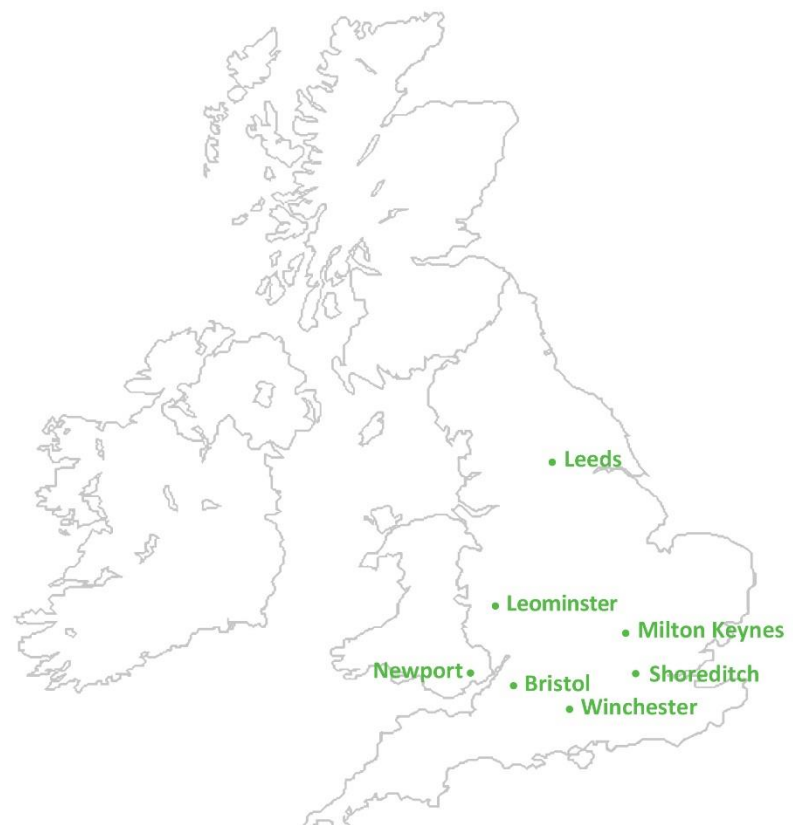 Leeds
Leominster
Milton Keynes
Newport
Shoreditch
Bristol
Winchester